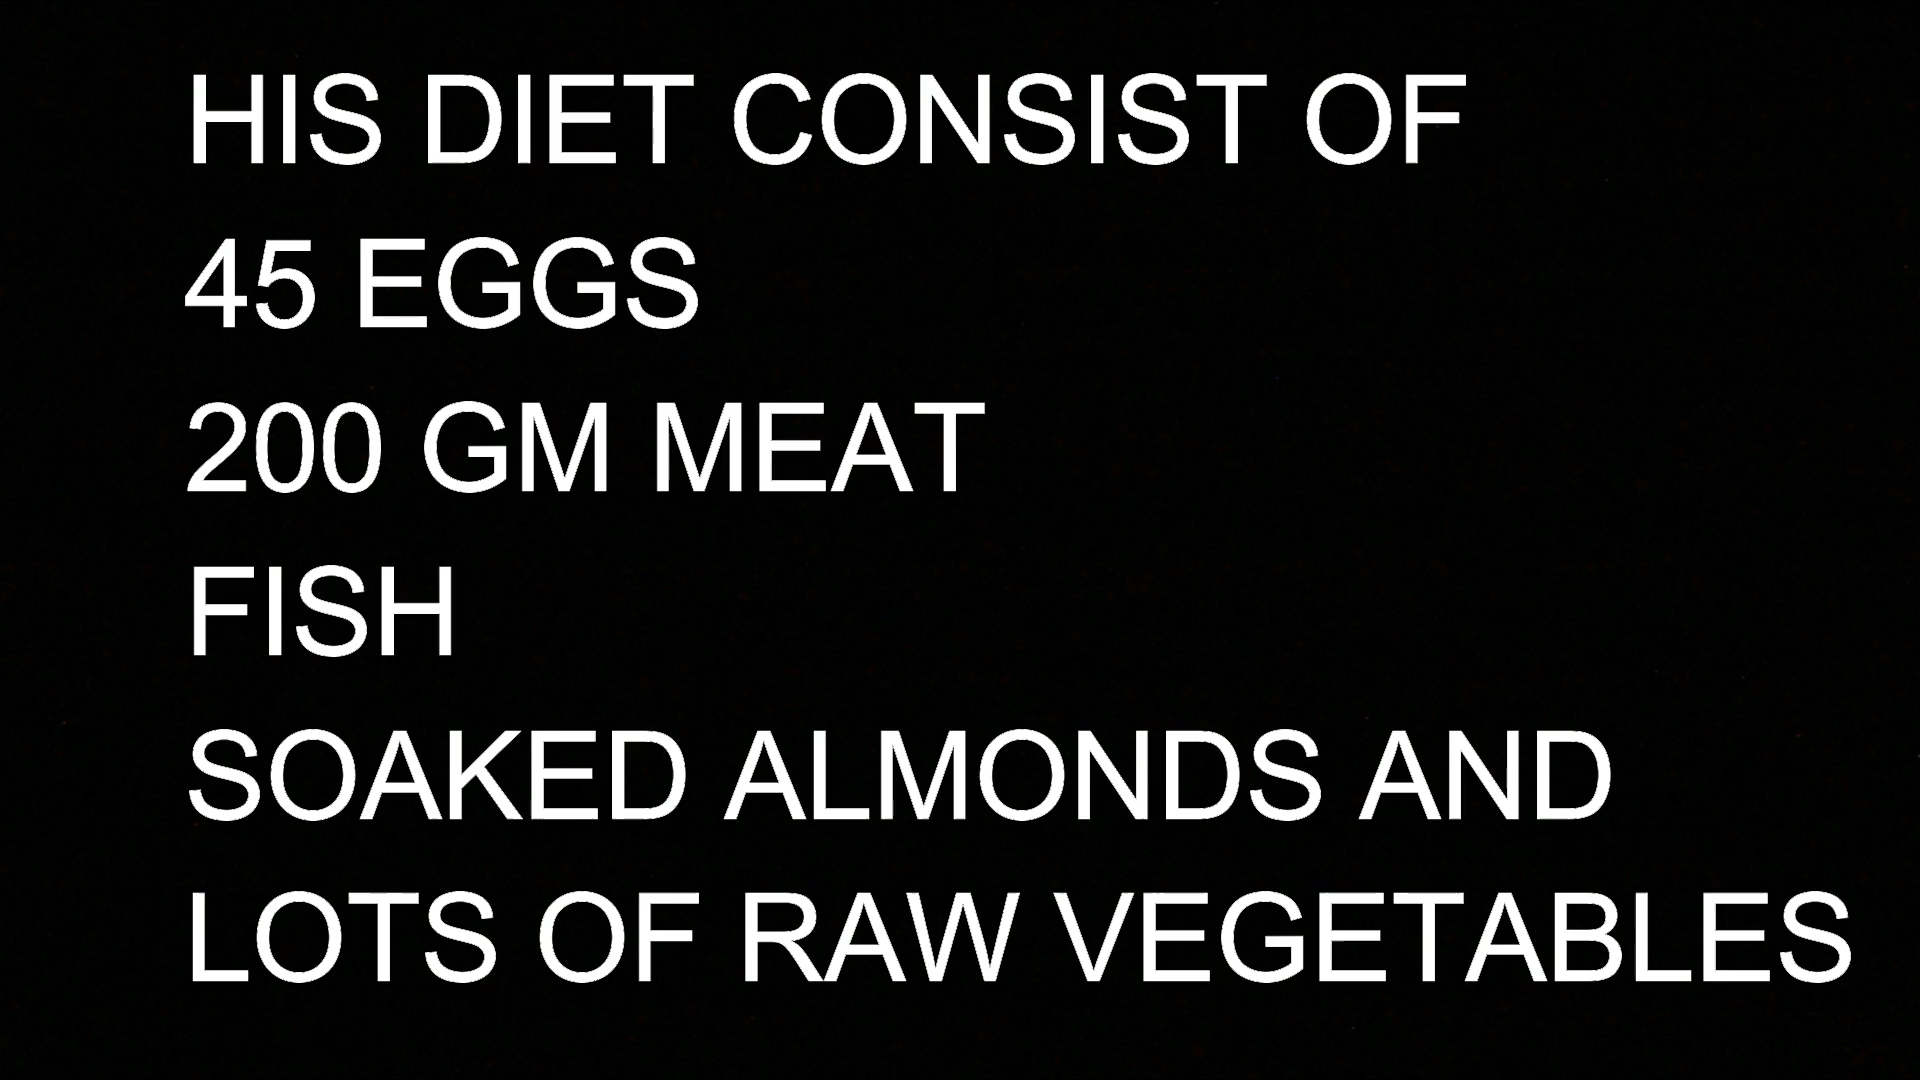 HIS DIET CONSIST OF
45 EGGS
200 GM MEAT
FISH
SOAKED ALMONDS AND
LOTS OF RAW VEGETABLES